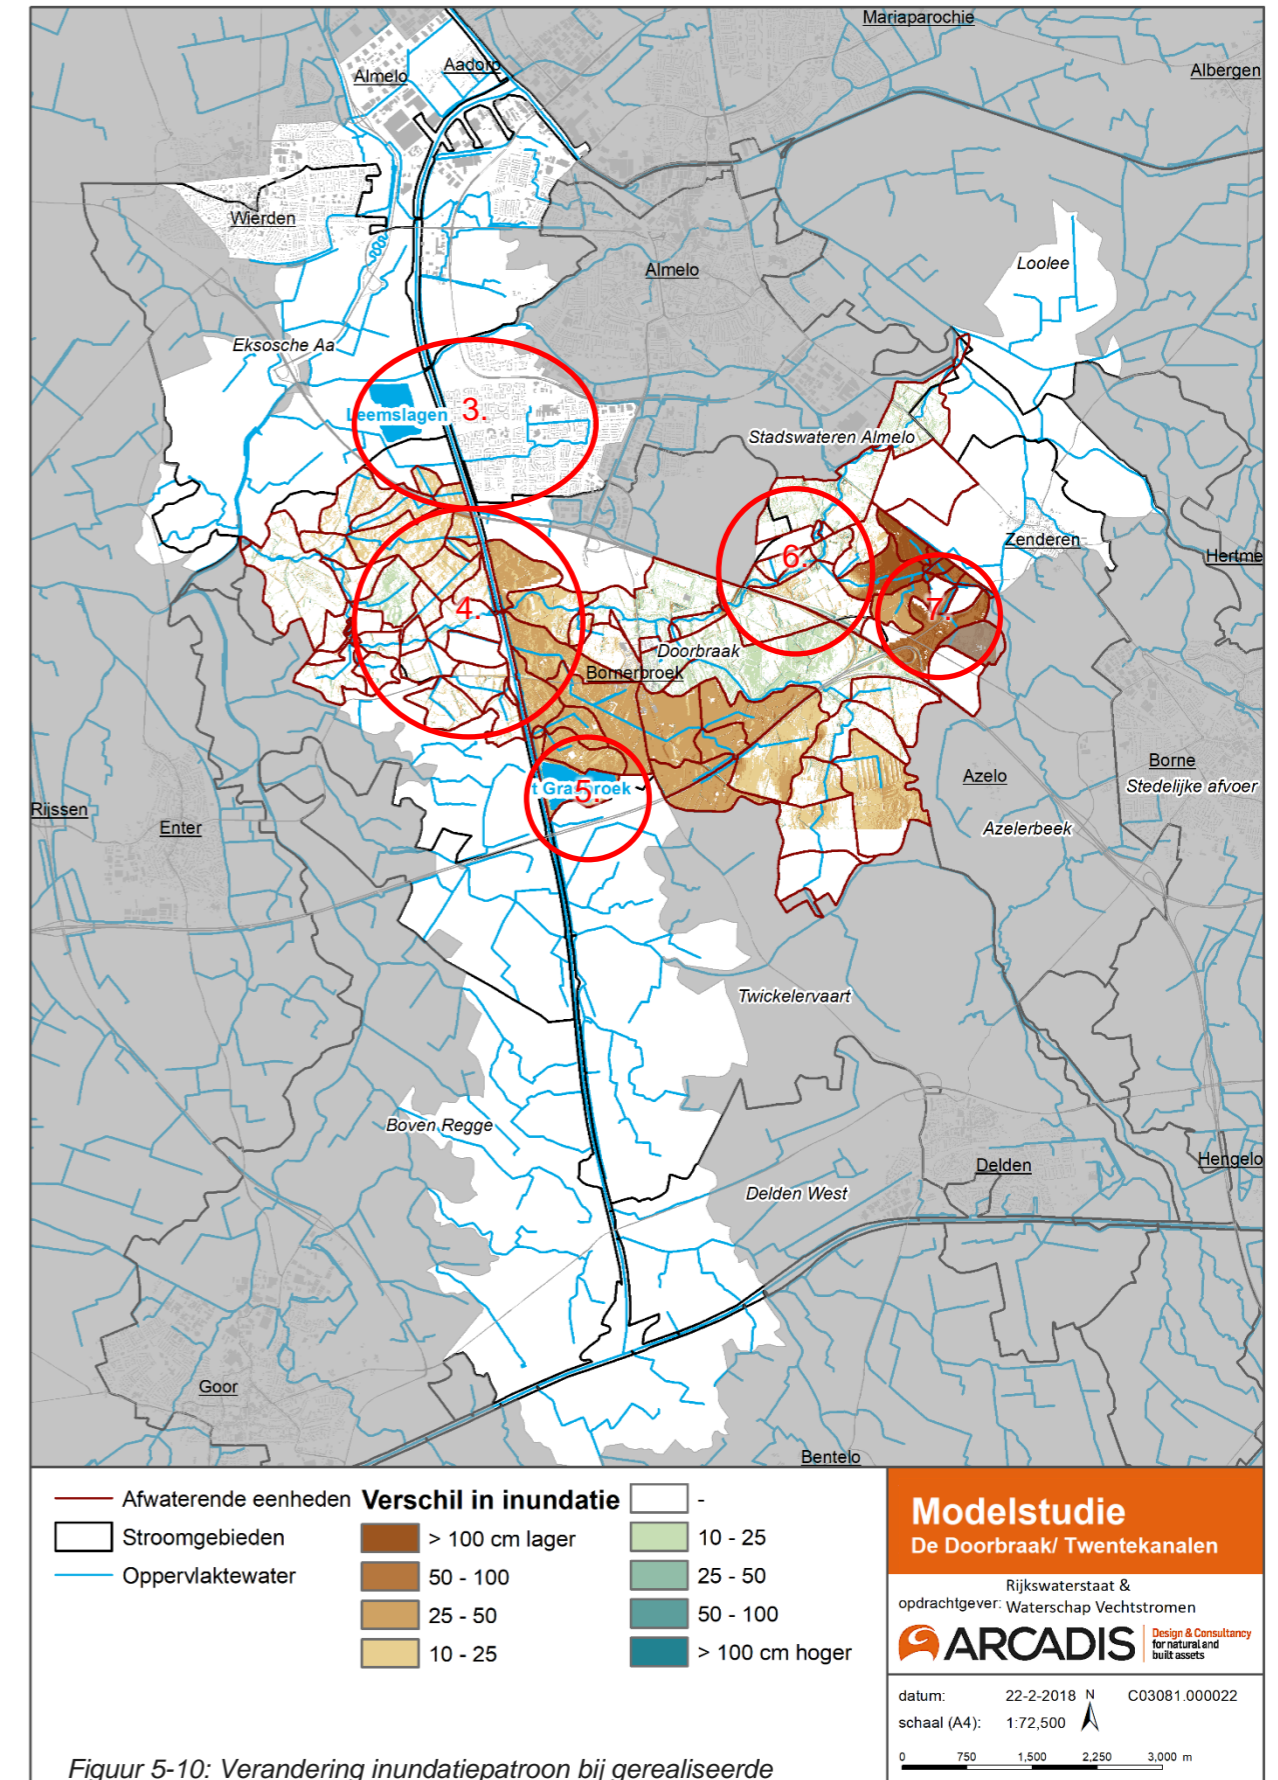 Mariaparochie
Aadorp
Almelo
Albergen
Wierden
Loolee
Almelo
Eksosche Aa
Leemslagen
3.
Stadswateren Almelo
Zenderen
6.
Hertme
7.
4.
Doorbraak
Bornerbroek
Borne
Azelo
Stedelijke afvoer
't Grasbroek
5.
Rijssen
Enter
Azelerbeek
Twickelervaart
Boven Regge
Hengelo
Delden
Delden West
Goor
Bentelo
Afwaterende eenheden
Stroomgebieden
Oppervlaktewater
Verschil in inundatie
> 100 cm lager
50 - 100
25 - 50
10 - 25
-
10 - 25
25 - 50
50 - 100
> 100 cm hoger
Modelstudie
De Doorbraak/ Twentekanalen
Rijkswaterstaat &
opdrachtgever: Waterschap Vechtstromen
ARCADIS
Design & Consultancy
for natural and
built assets
datum: 22-2-2018 N C03081.000022
schaal (A4): 1:72,500
0 750 1,500 2,250 3,000 m
Figuur 5-10: Verandering inundatiepatroon bij gerealiseerde